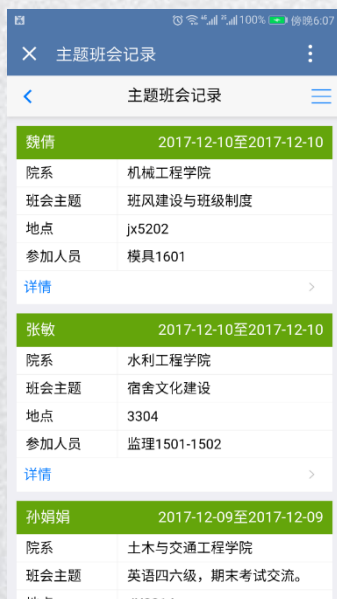 100% 傍晚6:07
主题班会记录
主题班会记录
魏倩 2017-12-10至2017-12-10
院系 机械工程学院
班会主题 班风建设与班级制度
地点 jx5202
参加人员 模具1601
详情
张敏 2017-12-10至2017-12-10
院系 水利工程学院
班会主题 宿舍文化建设
地点 3304
参加人员 监理1501-1502
详情
孙娟娟 2017-12-09至2017-12-09
院系 土木与交通工程学院
班会主题 英语四六级，期末考试交流。